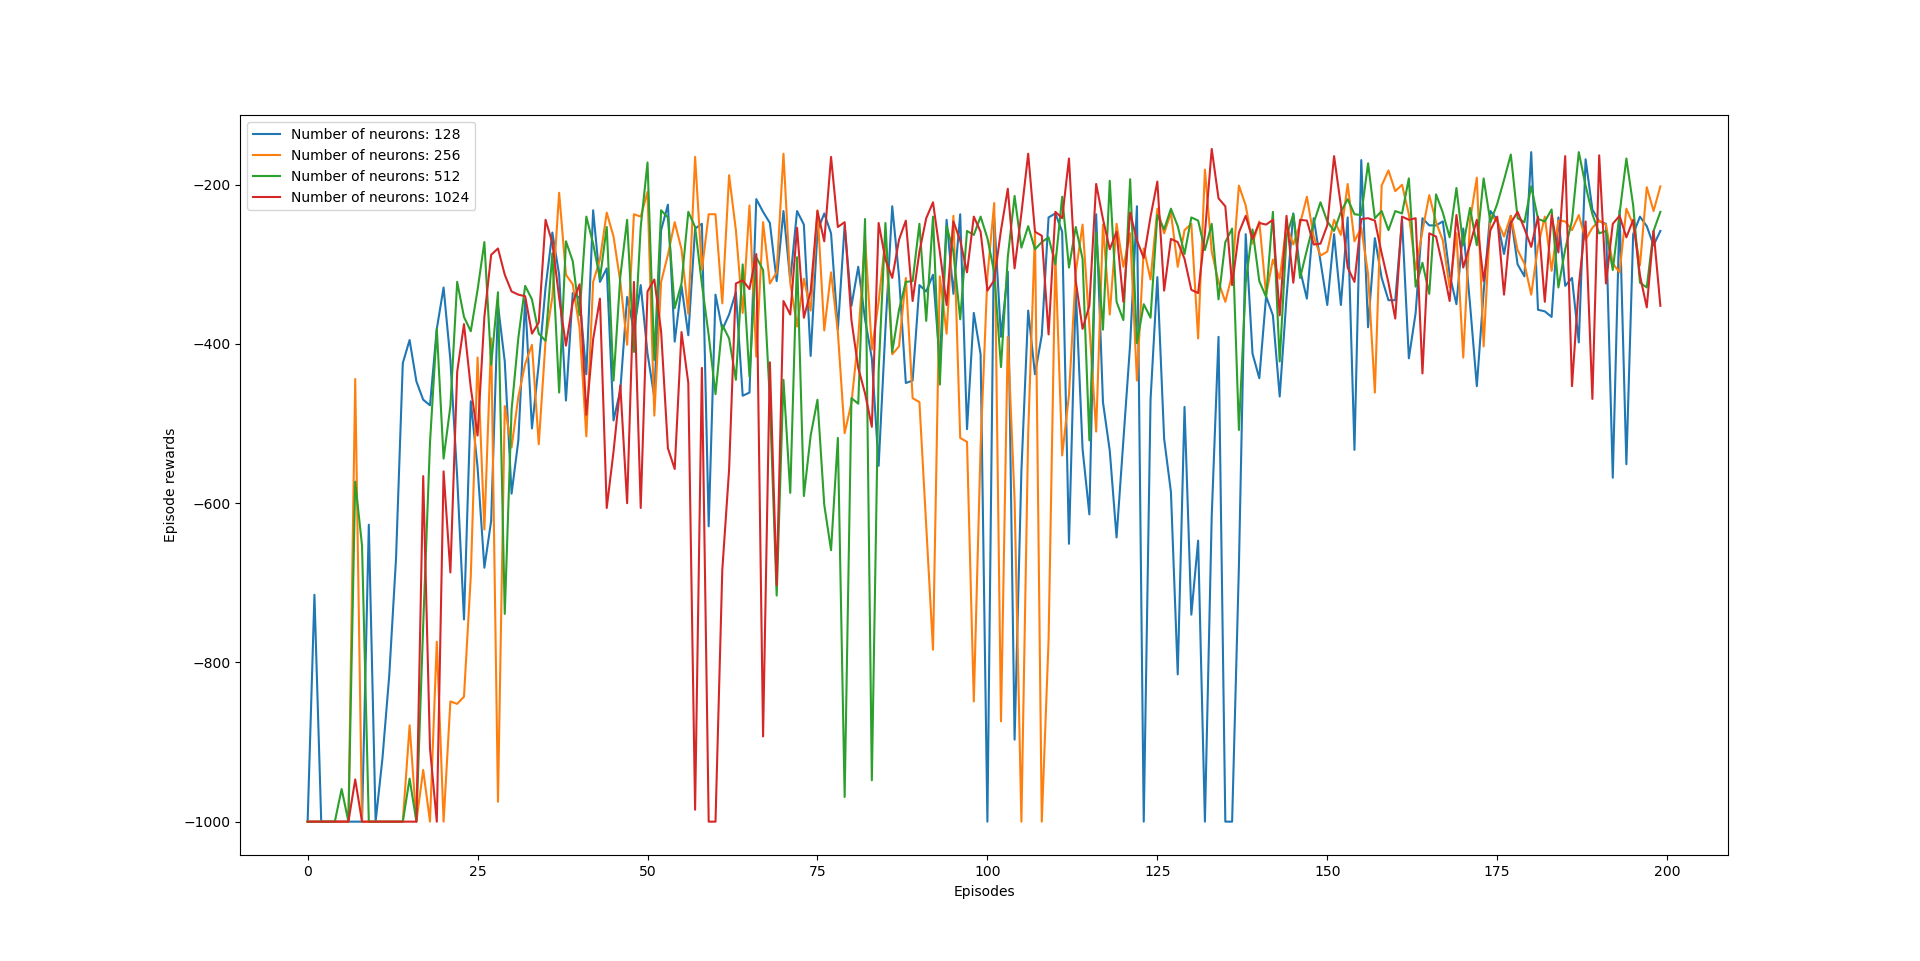 Number of neurons: 128
Number of neurons: 256
Number of neurons: 512
Number of neurons: 1024
−200
−400
−600
−800
−1000
Episode rewards
0 25 50 75 100 125 150 175 200
Episodes